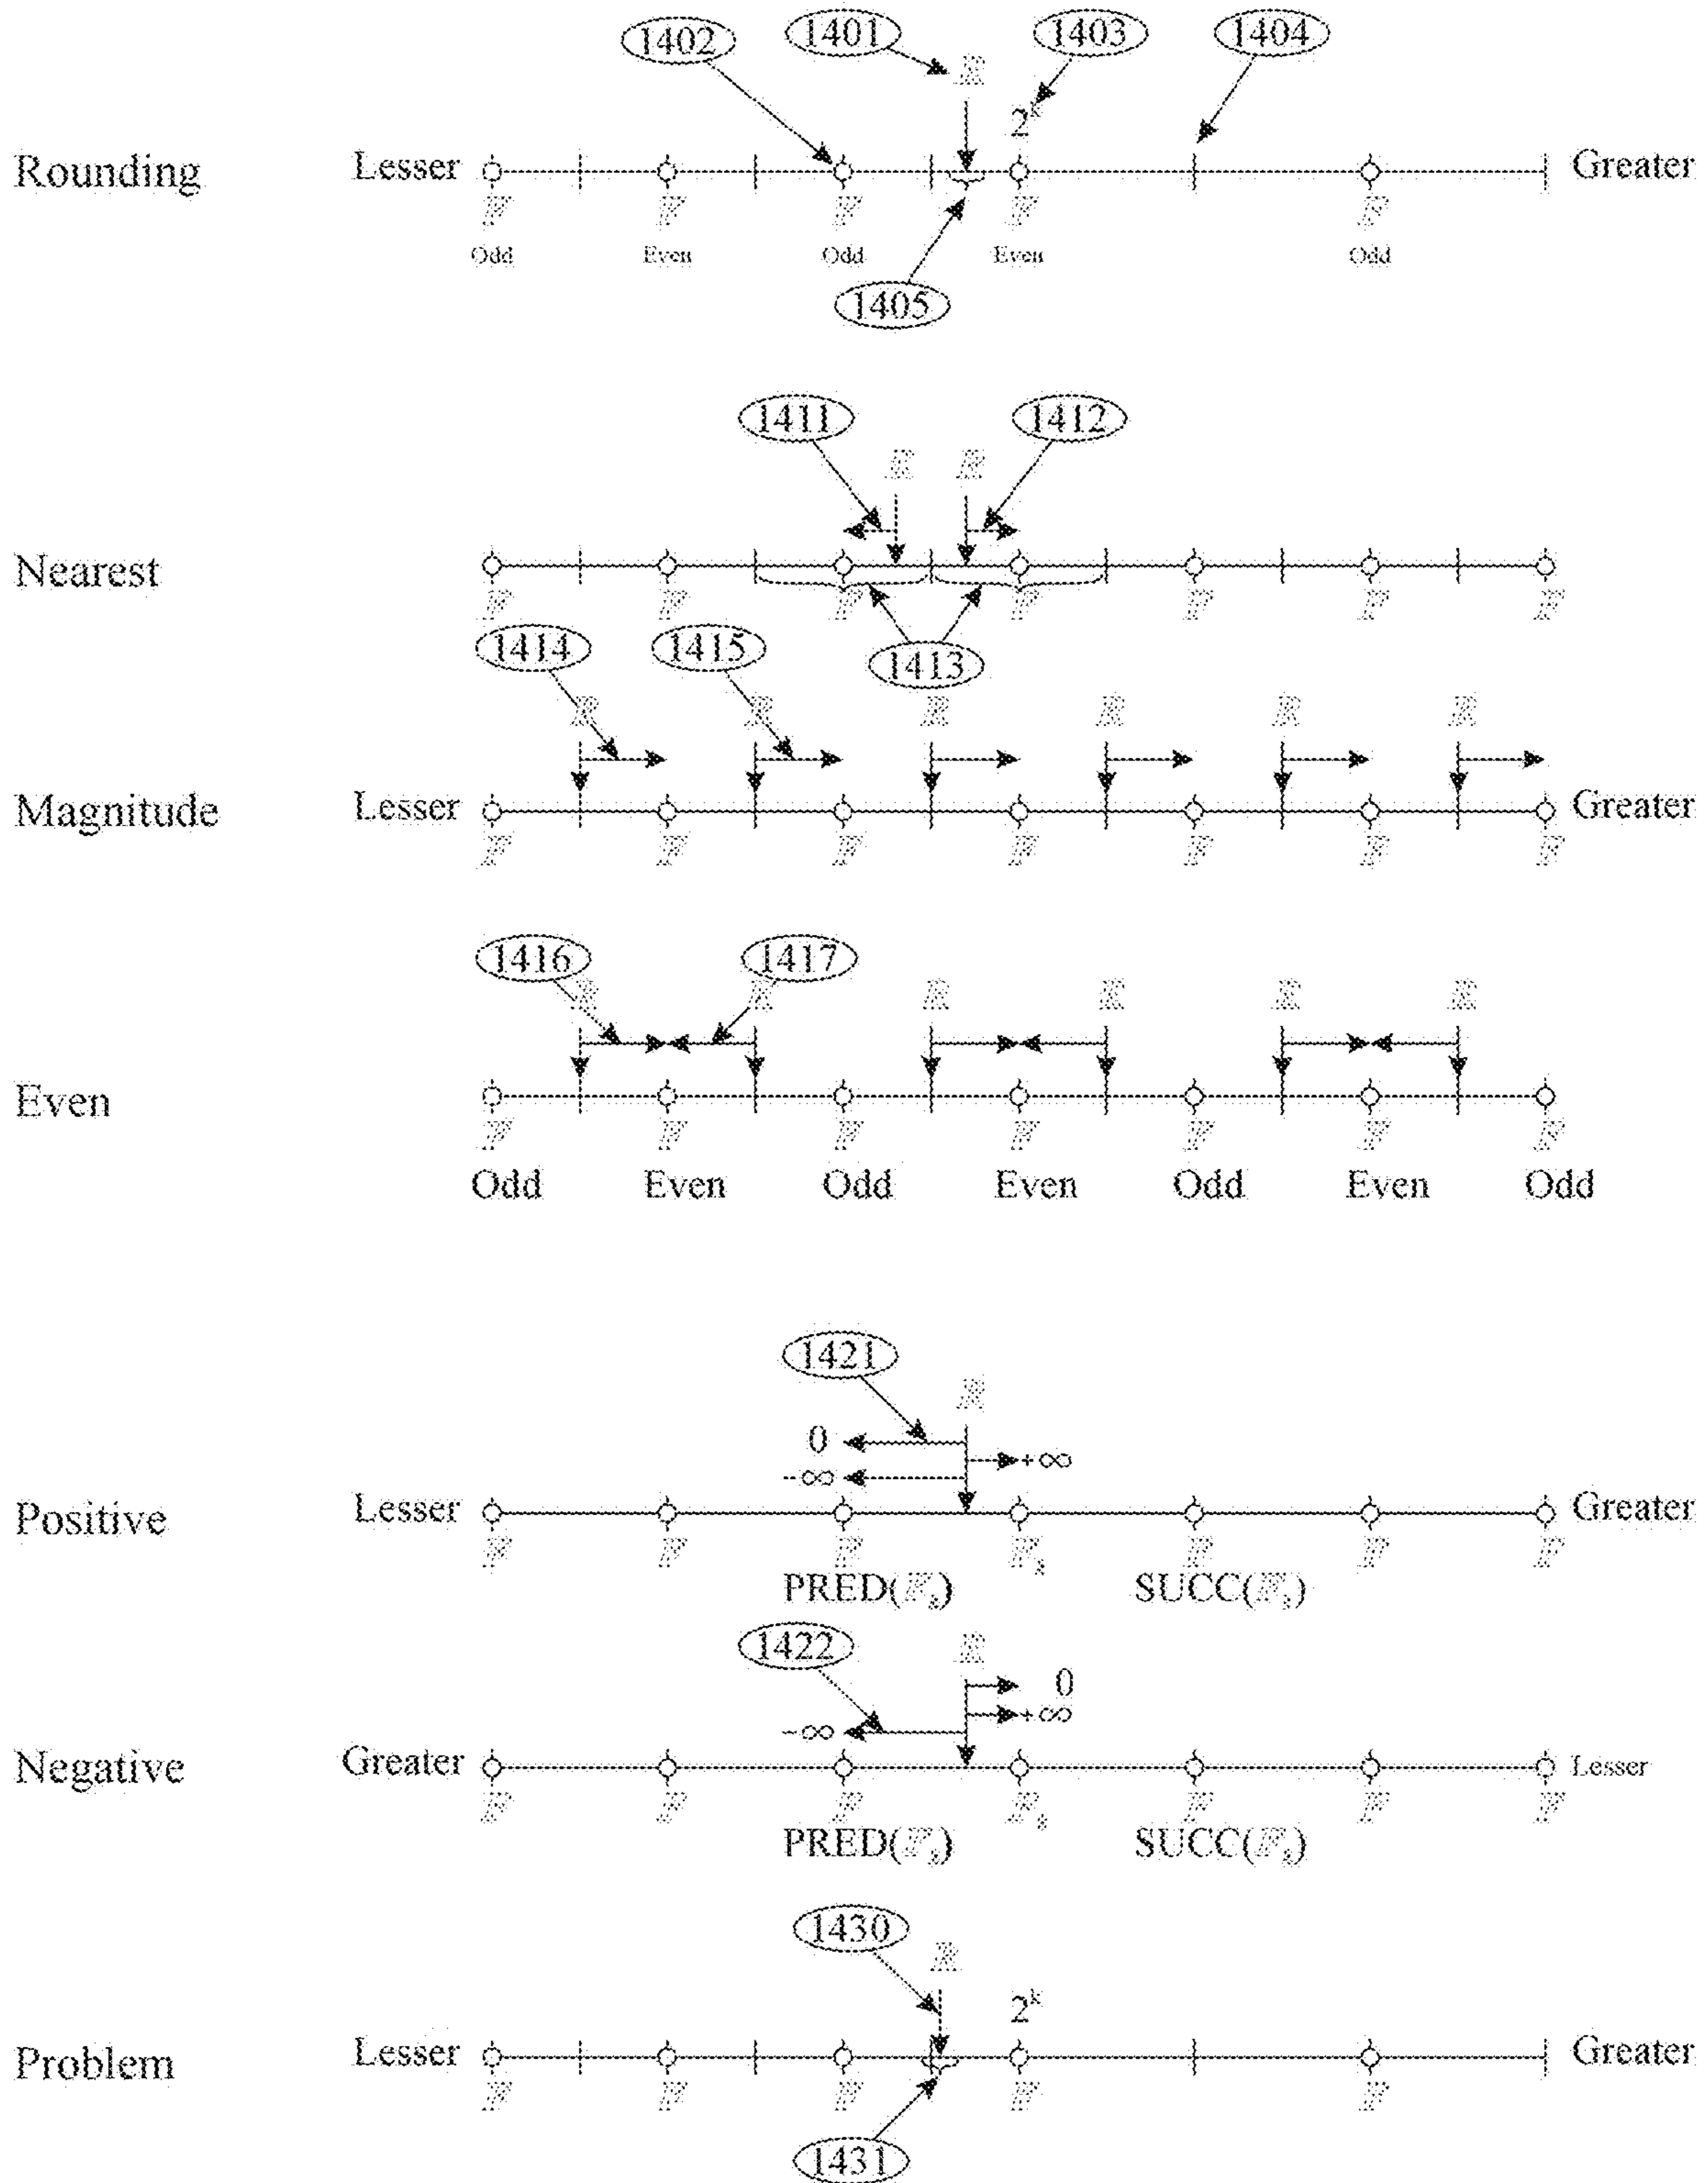 1402 1401 1403 1404
ℝ
2^k
Rounding Lesser Greater
𝔽 𝔽 𝔽 𝔽 𝔽
Odd Even Odd Even Odd
1405
1411 1412
ℝ ℝ
Nearest
𝔽 𝔽 𝔽 𝔽 𝔽 𝔽 𝔽
1414 1415 1413
ℝ ℝ ℝ ℝ ℝ ℝ
Magnitude Lesser Greater
𝔽 𝔽 𝔽 𝔽 𝔽 𝔽 𝔽
1416 1417
ℝ ℝ ℝ ℝ ℝ ℝ
Even
𝔽 𝔽 𝔽 𝔽 𝔽 𝔽 𝔽
Odd Even Odd Even Odd Even Odd
1421
ℝ
0
-∞ +∞
Positive Lesser Greater
𝔽 𝔽 𝔽 𝔽 𝔽 𝔽 𝔽
PRED(𝔽) SUCC(𝔽)
1422
ℝ
0
-∞ +∞
Negative Greater Lesser
𝔽 𝔽 𝔽 𝔽 𝔽 𝔽 𝔽
PRED(𝔽) SUCC(𝔽)
1430
ℝ
2^k
Problem Lesser Greater
𝔽 𝔽 𝔽 𝔽 𝔽
1431